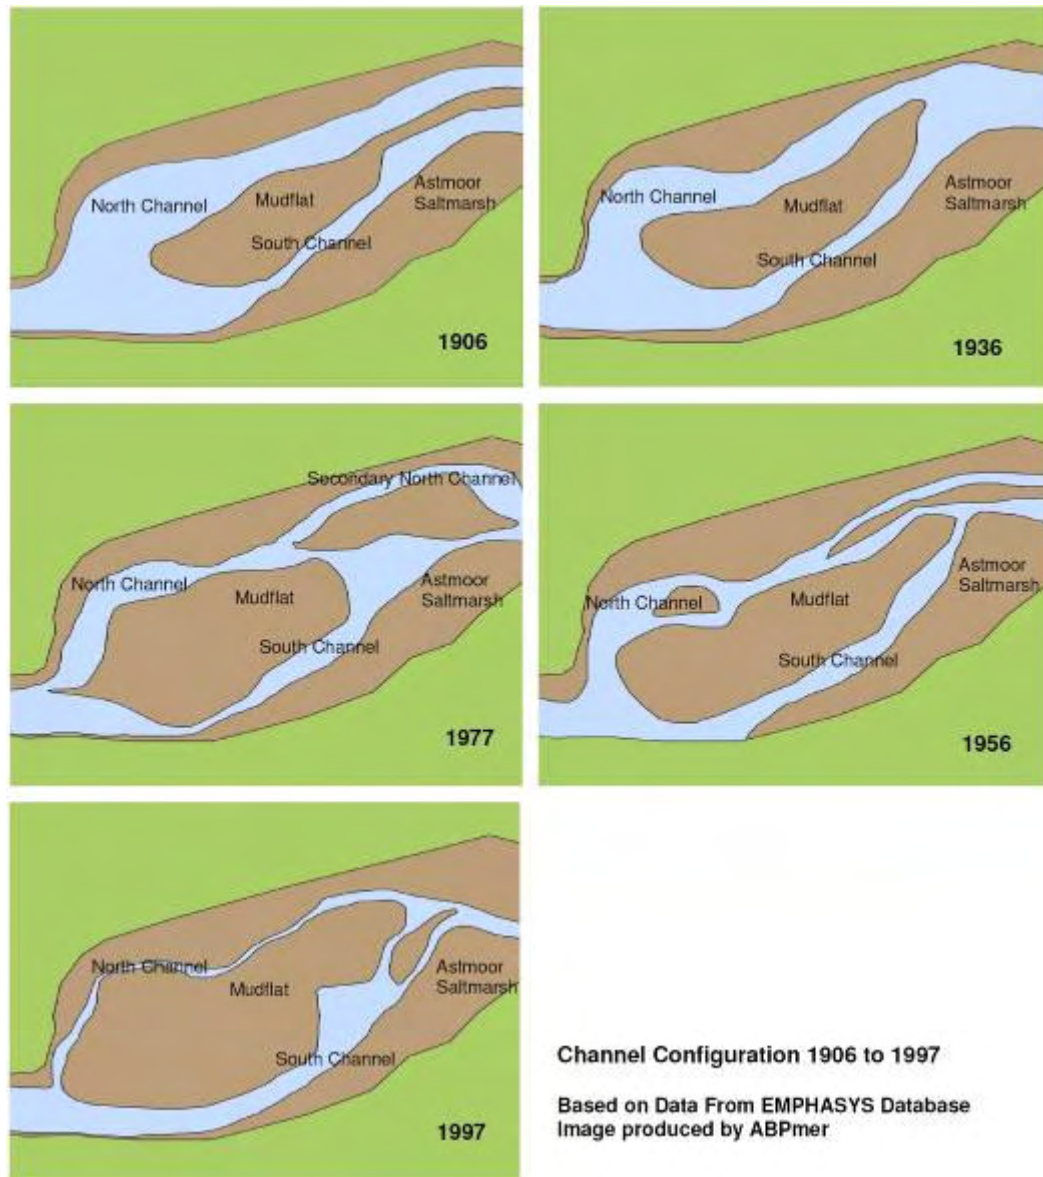 North Channel
Mudflat
South Channel
Astmoor
Saltmarsh
1906
North Channel
Mudflat
South Channel
Astmoor
Saltmarsh
1936
Secondary North Channel
North Channel
Mudflat
South Channel
Astmoor
Saltmarsh
1977
North Channel
Mudflat
South Channel
Astmoor
Saltmarsh
1956
North Channel
Mudflat
South Channel
Astmoor
Saltmarsh
1997
Channel Configuration 1906 to 1997
Based on Data From EMPHASYS Database
Image produced by ABPmer